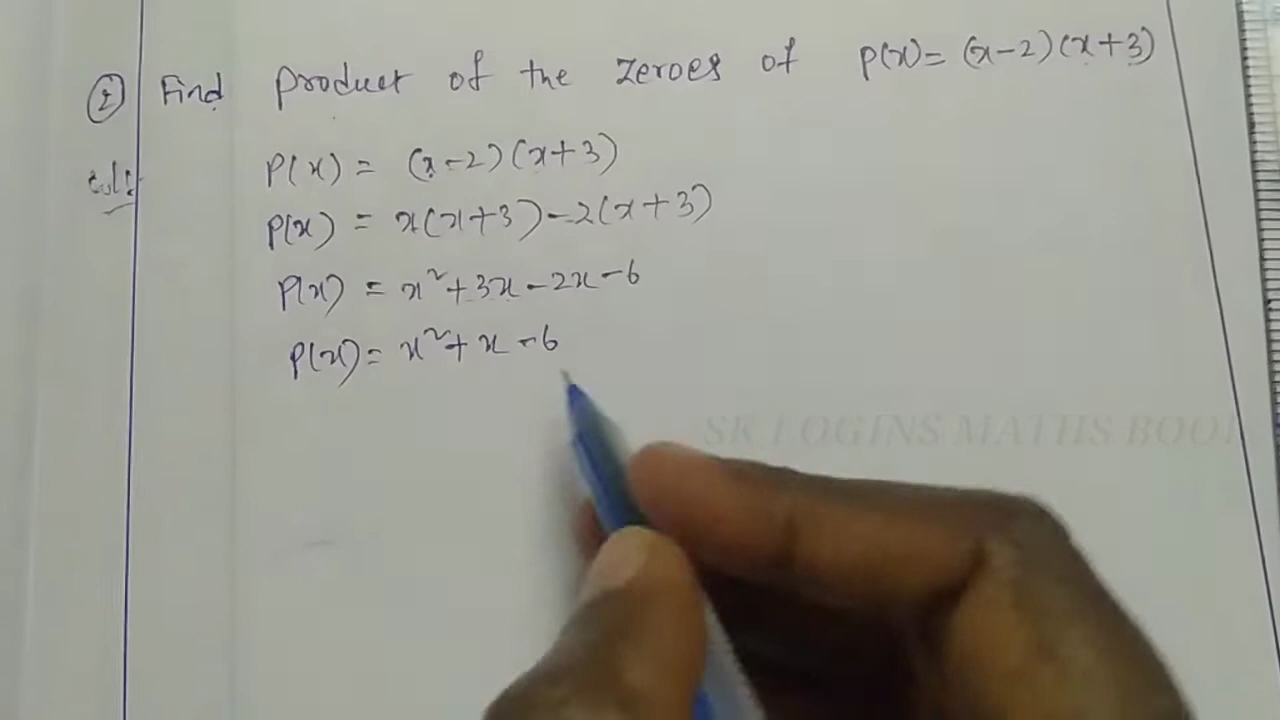 ② Find product of the zeroes of P(x)= (x-2)(x+3)
Sol:
P(x) = (x-2)(x+3)
P(x) = x(x+3)-2(x+3)
P(x) = x²+3x-2x-6
P(x)= x²+x-6
SK LOGINS MATHS BOO